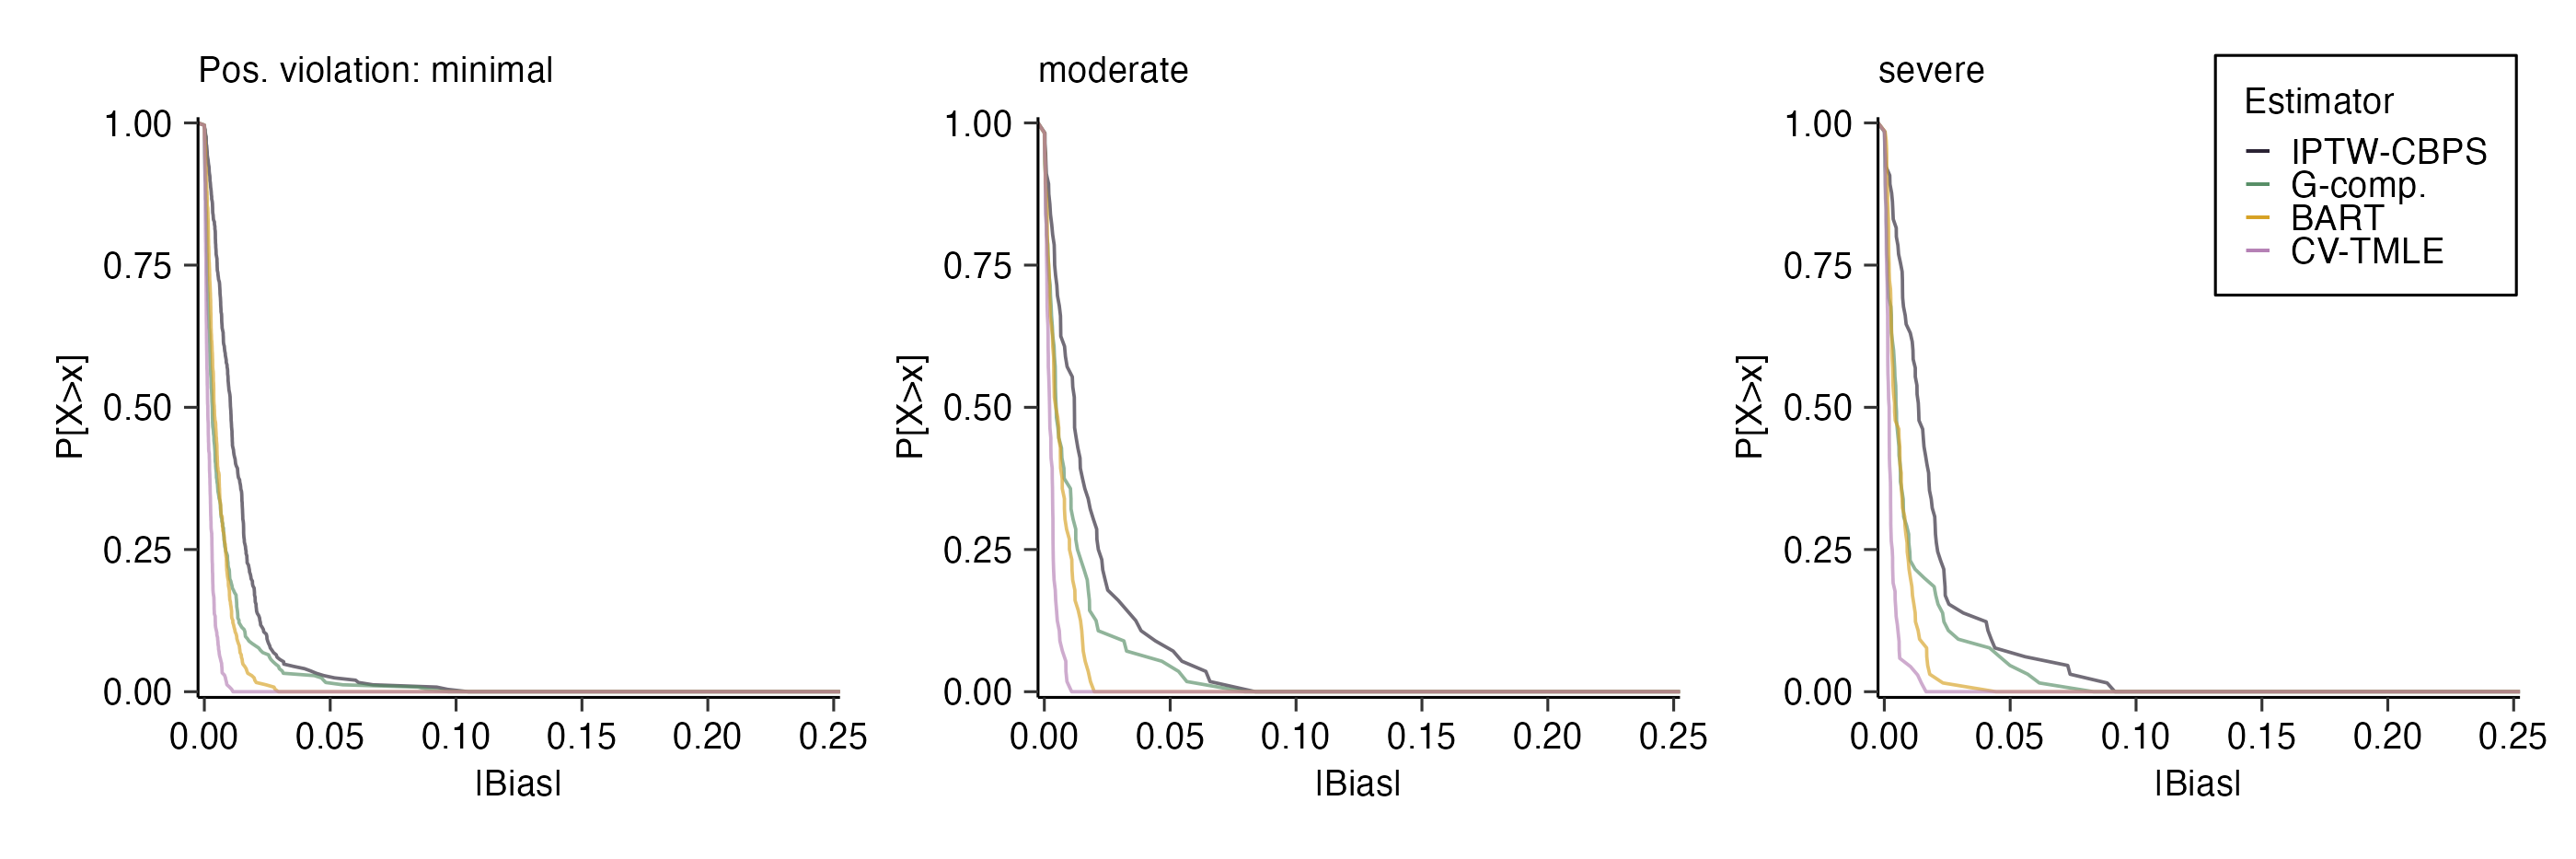 Pos. violation: minimal
1.00
0.75
0.50
0.25
0.00
P[X>x]
0.00 0.05 0.10 0.15 0.20 0.25
|Bias|
moderate
1.00
0.75
0.50
0.25
0.00
P[X>x]
0.00 0.05 0.10 0.15 0.20 0.25
|Bias|
severe
1.00
0.75
0.50
0.25
0.00
P[X>x]
0.00 0.05 0.10 0.15 0.20 0.25
|Bias|
Estimator
IPTW-CBPS
G-comp.
BART
CV-TMLE